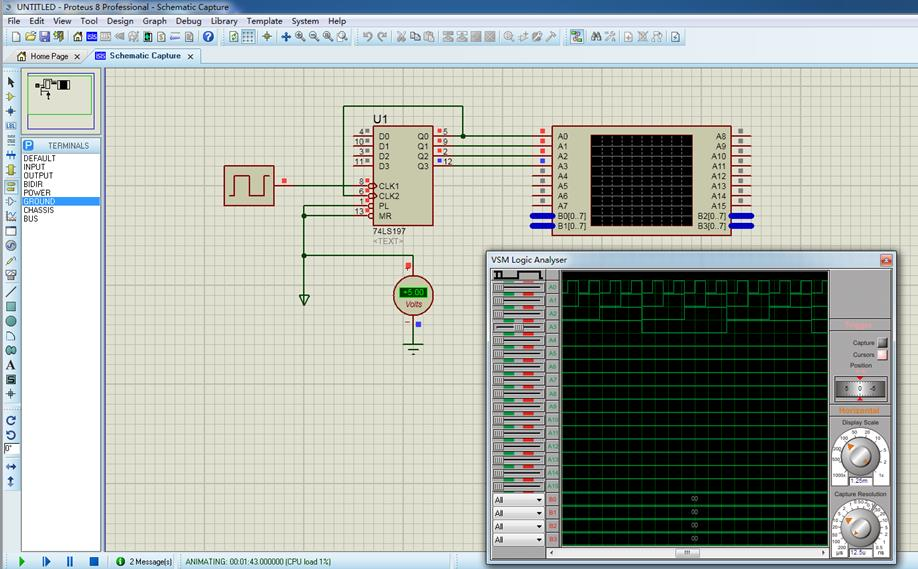 UNTITLED - Proteus 8 Professional - Schematic Capture
File Edit View Tool Design Graph Debug Library Template System Help
Home Page Schematic Capture
P TERMINALS
DEFAULT
INPUT
OUTPUT
BIDIR
POWER
GROUND
CHASSIS
BUS
LBL
A
S
0°
U1
4 D0 Q0 5
10 D1 Q1 9
3 D2 Q2 2
11 D3 Q3 12
8 CLK1
6 CLK2
1 PL
13 MR
74LS197
<TEXT>
+5.00
Volts
A0 A8
A1 A9
A2 A10
A3 A11
A4 A12
A5 A13
A6 A14
A7 A15
B0[0..7] B2[0..7]
B1[0..7] B3[0..7]
VSM Logic Analyser
A0
A1
A2
A3
A4
A5
A6
A7
A8
A9
A10
A11
A12
A13
A14
A15
All B0 00
All B1 00
All B2 00
All B3 00
Trigger
Capture
Cursors
Position
5 0 -5
Horizontal
Display Scale
1.25m
Capture Resolution
12.5u
2 Message(s) ANIMATING: 00:01:43.000000 (CPU load 1%)